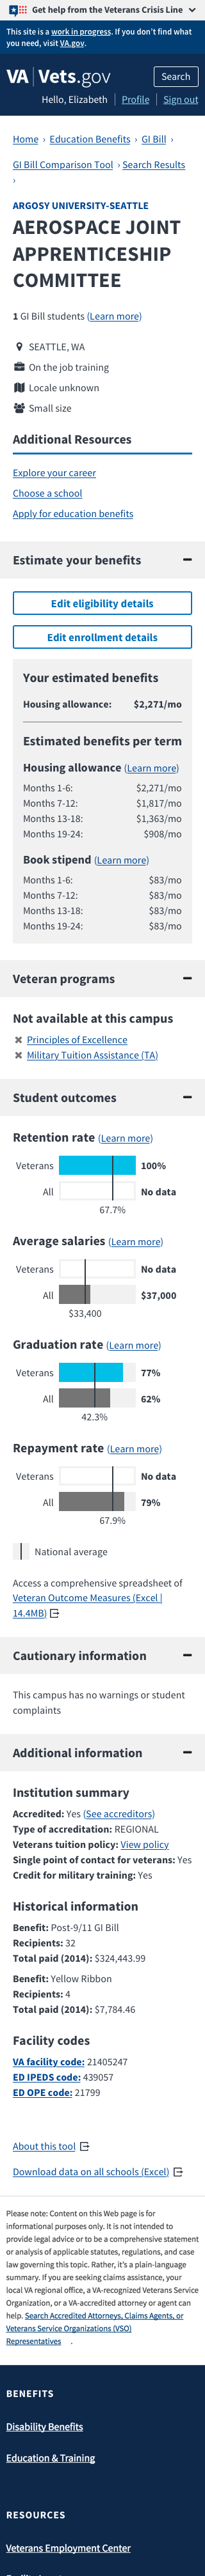 Get help from the Veterans Crisis Line
This site is a work in progress. If you don't find what
you need, visit VA.gov.
VA | Vets.gov
Search
Hello, Elizabeth | Profile | Sign out
Home › Education Benefits › GI Bill ›
GI Bill Comparison Tool › Search Results
›
ARGOSY UNIVERSITY-SEATTLE
AEROSPACE JOINT
APPRENTICESHIP
COMMITTEE
1 GI Bill students (Learn more)
SEATTLE, WA
On the job training
Locale unknown
Small size
Additional Resources
Explore your career
Choose a school
Apply for education benefits
Estimate your benefits
Edit eligibility details
Edit enrollment details
Your estimated benefits
Housing allowance: $2,271/mo
Estimated benefits per term
Housing allowance (Learn more)
Months 1-6: $2,271/mo
Months 7-12: $1,817/mo
Months 13-18: $1,363/mo
Months 19-24: $908/mo
Book stipend (Learn more)
Months 1-6: $83/mo
Months 7-12: $83/mo
Months 13-18: $83/mo
Months 19-24: $83/mo
Veteran programs
Not available at this campus
Principles of Excellence
Military Tuition Assistance (TA)
Student outcomes
Retention rate (Learn more)
Veterans 100%
All No data
67.7%
Average salaries (Learn more)
Veterans No data
All $37,000
$33,400
Graduation rate (Learn more)
Veterans 77%
All 62%
42.3%
Repayment rate (Learn more)
Veterans No data
All 79%
67.9%
National average
Access a comprehensive spreadsheet of
Veteran Outcome Measures (Excel |
14.4MB)
Cautionary information
This campus has no warnings or student
complaints
Additional information
Institution summary
Accredited: Yes (See accreditors)
Type of accreditation: REGIONAL
Veterans tuition policy: View policy
Single point of contact for veterans: Yes
Credit for military training: Yes
Historical information
Benefit: Post-9/11 GI Bill
Recipients: 32
Total paid (2014): $324,443.99
Benefit: Yellow Ribbon
Recipients: 4
Total paid (2014): $7,784.46
Facility codes
VA facility code: 21405247
ED IPEDS code: 439057
ED OPE code: 21799
About this tool
Download data on all schools (Excel)
Please note: Content on this Web page is for
informational purposes only. It is not intended to
provide legal advice or to be a comprehensive statement
or analysis of applicable statutes, regulations, and case
law governing this topic. Rather, it's a plain-language
summary. If you are seeking claims assistance, your
local VA regional office, a VA-recognized Veterans Service
Organization, or a VA-accredited attorney or agent can
help. Search Accredited Attorneys, Claims Agents, or
Veterans Service Organizations (VSO)
Representatives .
BENEFITS
Disability Benefits
Education & Training
RESOURCES
Veterans Employment Center